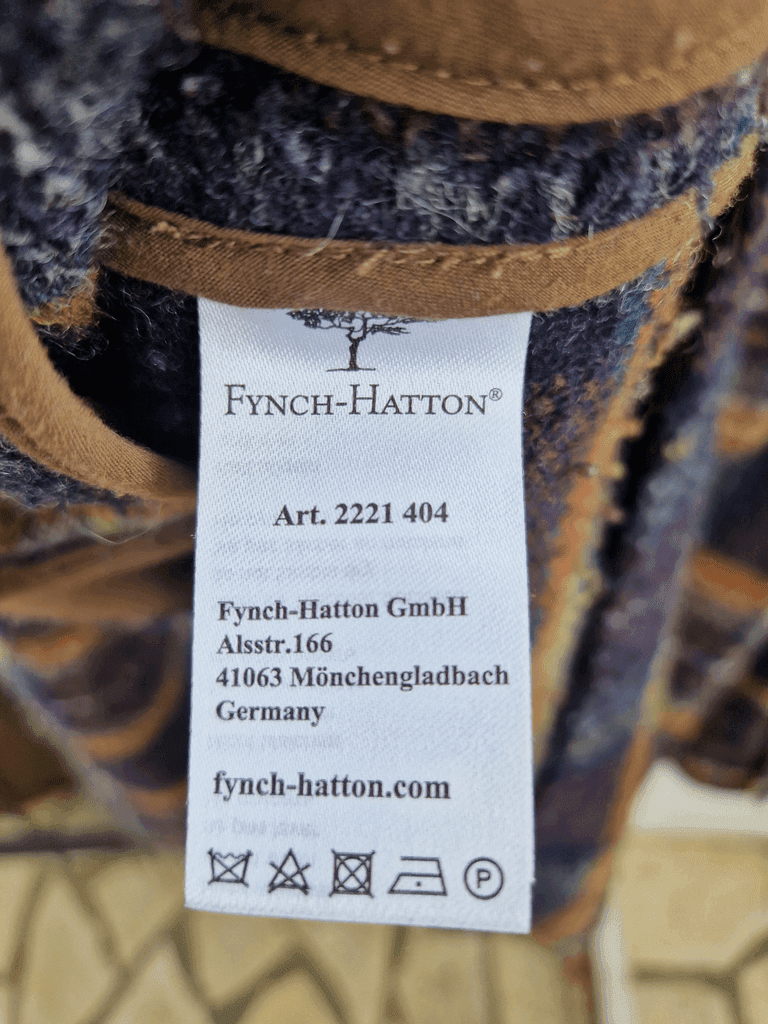 FYNCH-HATTON®
Art. 2221 404
Fynch-Hatton GmbH
Alsstr.166
41063 Mönchengladbach
Germany
fynch-hatton.com
P